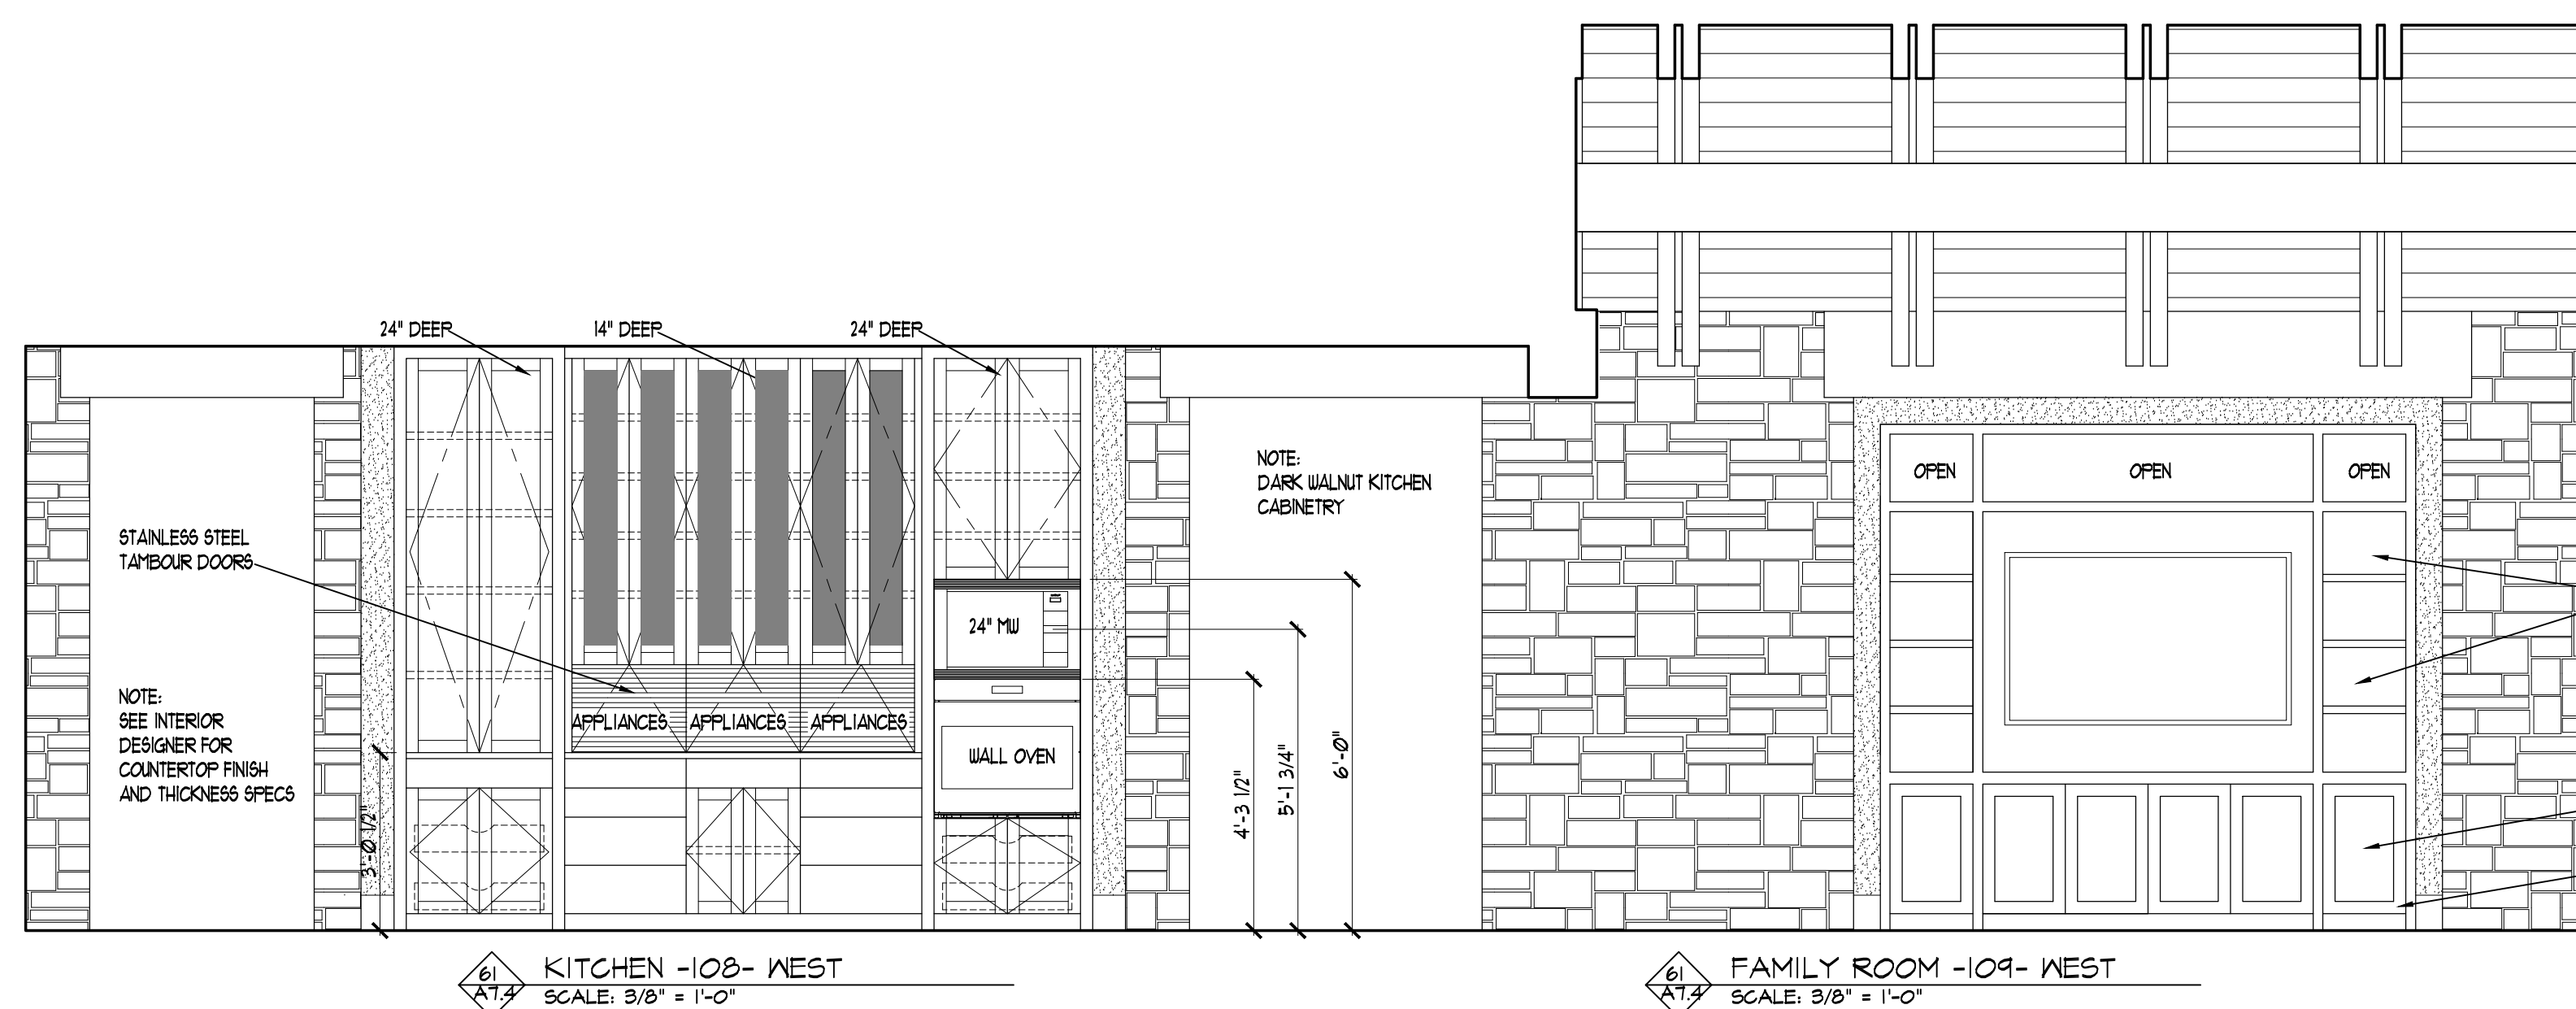 24" DEEP
14" DEEP
24" DEEP
STAINLESS STEEL
TAMBOUR DOORS
NOTE:
SEE INTERIOR
DESIGNER FOR
COUNTERTOP FINISH
AND THICKNESS SPECS
3'-0 1/2"
APPLIANCES
APPLIANCES
APPLIANCES
24" MW
WALL OVEN
4'-3 1/2"
5'-1 3/4"
6'-0"
NOTE:
DARK WALNUT KITCHEN
CABINETRY
OPEN
OPEN
OPEN
61
A7.4
KITCHEN -108- WEST
SCALE: 3/8" = 1'-0"
61
A7.4
FAMILY ROOM -109- WEST
SCALE: 3/8" = 1'-0"